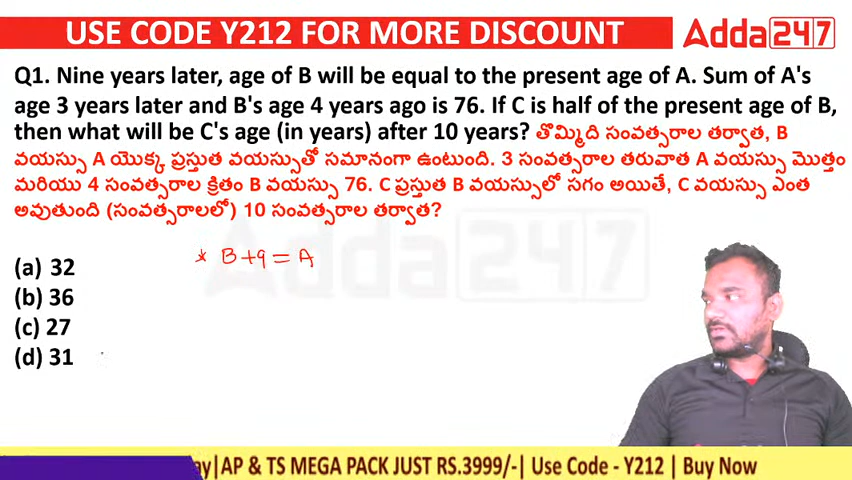 USE CODE Y212 FOR MORE DISCOUNT
Adda247
Q1. Nine years later, age of B will be equal to the present age of A. Sum of A's
age 3 years later and B's age 4 years ago is 76. If C is half of the present age of B,
then what will be C's age (in years) after 10 years? తొమ్మిది సంవత్సరాల తర్వాత, B
వయస్సు A యొక్క ప్రస్తుత వయస్సుతో సమానంగా ఉంటుంది. 3 సంవత్సరాల తరువాత A వయస్సు మొత్తం
మరియు 4 సంవత్సరాల క్రితం B వయస్సు 76. C ప్రస్తుత B వయస్సులో సగం అయితే, C వయస్సు ఎంత
అవుతుంది (సంవత్సరాలలో) 10 సంవత్సరాల తర్వాత?
* B+9=A
Adda247
(a) 32
(b) 36
(c) 27
(d) 31
ay|AP & TS MEGA PACK JUST RS.3999/-| Use Code - Y212 | Buy Now